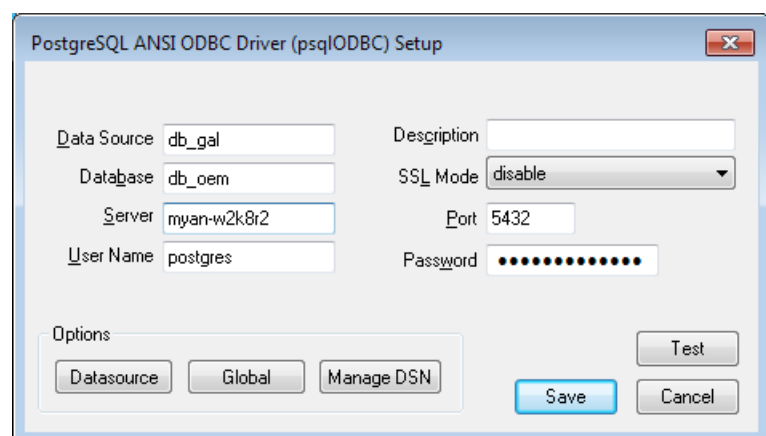 PostgreSQL ANSI ODBC Driver (psqlODBC) Setup
Data Source db_gal Description
Database db_oem SSL Mode disable
Server myan-w2k8r2 Port 5432
User Name postgres Password •••••••••••••
Options
Datasource Global Manage DSN Test
Save Cancel